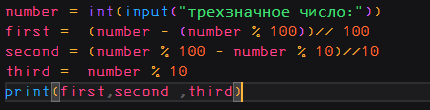 number = int(input("трехзначное число:"))
first =  (number - (number % 100))// 100
second = (number % 100 - number % 10)//10
third =  number % 10
print(first,second ,third)